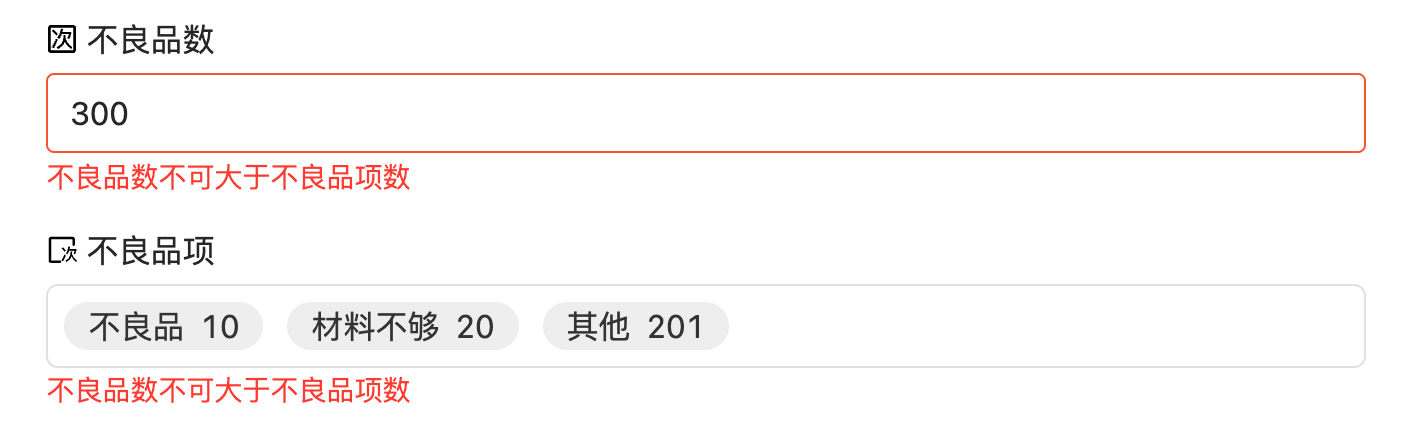 次 不良品数
300
不良品数不可大于不良品项数
次 不良品项
不良品 10 材料不够 20 其他 201
不良品数不可大于不良品项数